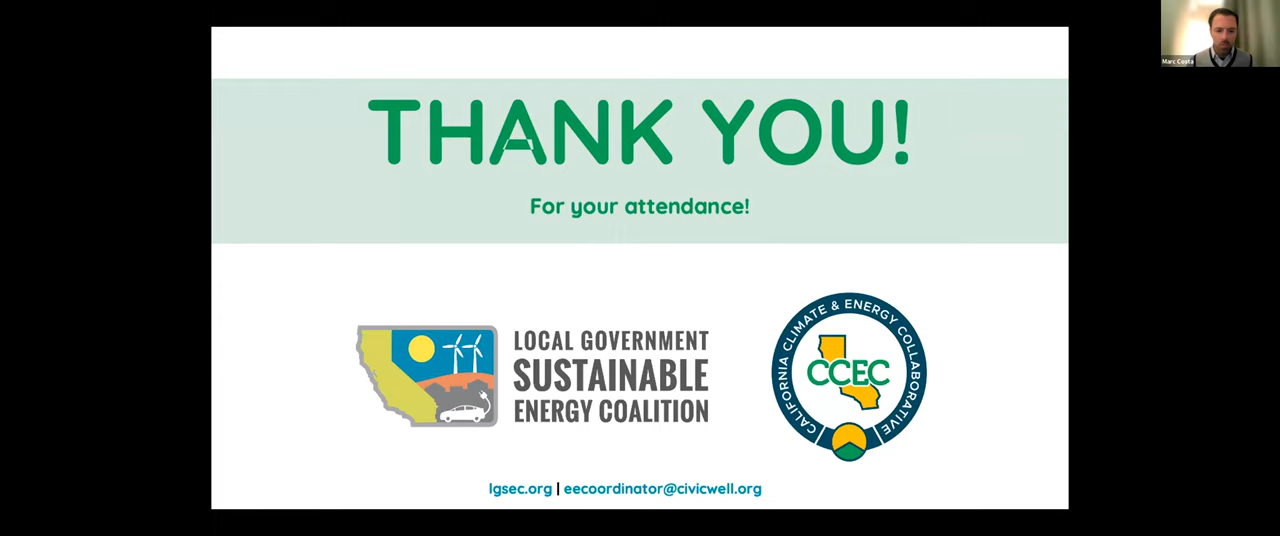 Marc Costa
THANK YOU!
For your attendance!
LOCAL GOVERNMENT
SUSTAINABLE
ENERGY COALITION
CALIFORNIA CLIMATE & ENERGY COLLABORATIVE
CCEC
lgsec.org | eecoordinator@civicwell.org